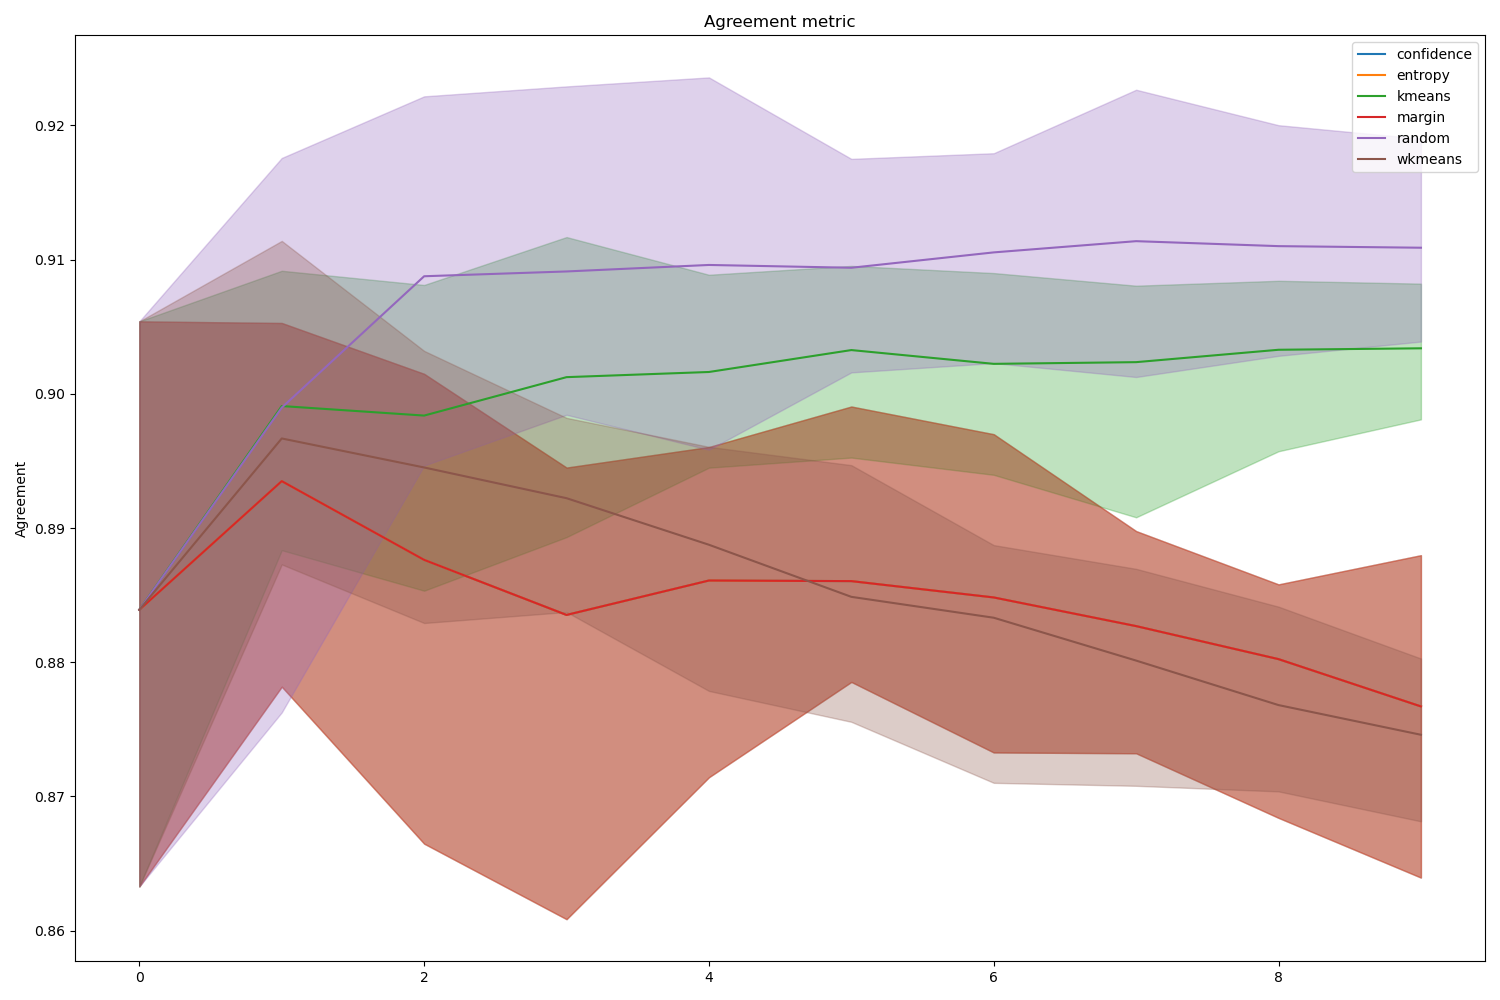 Agreement metric
confidence
entropy
kmeans
margin
random
wkmeans
0.92
0.91
0.90
0.89
0.88
0.87
0.86
Agreement
0 2 4 6 8